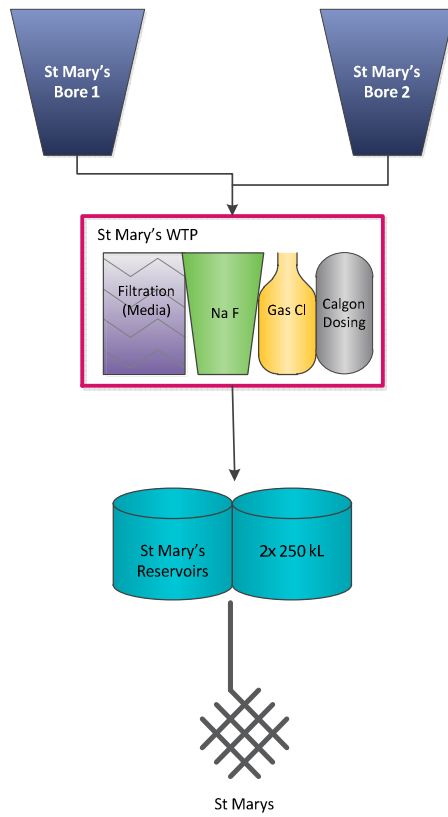 St Mary's
Bore 1
St Mary's
Bore 2
St Mary's WTP
Filtration
(Media)
Na F
Gas Cl
Calgon
Dosing
St Mary's
Reservoirs
2x 250 kL
St Marys